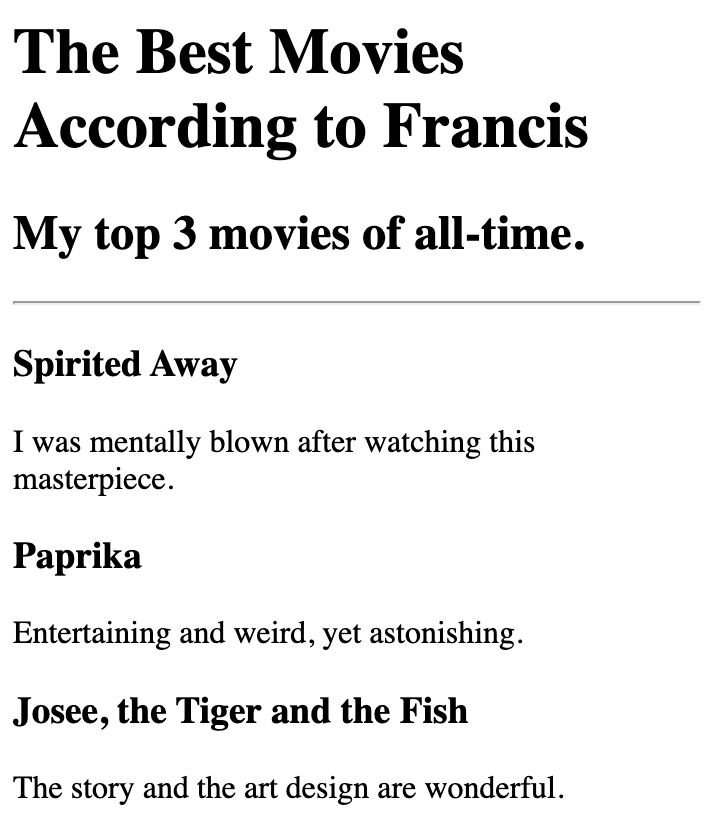 The Best Movies
According to Francis
My top 3 movies of all-time.
Spirited Away
I was mentally blown after watching this
masterpiece.
Paprika
Entertaining and weird, yet astonishing.
Josee, the Tiger and the Fish
The story and the art design are wonderful.